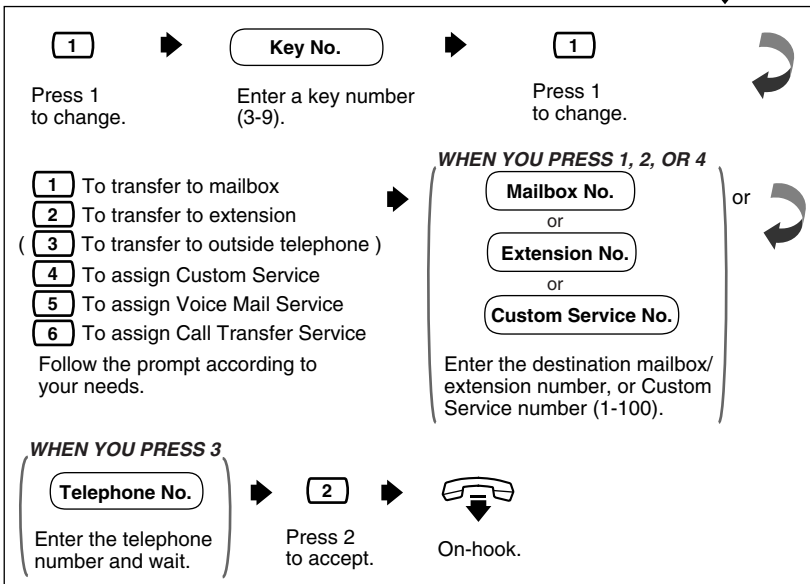 1
Key No.
1
Press 1
to change.
Enter a key number
(3-9).
Press 1
to change.
1 To transfer to mailbox
2 To transfer to extension
( 3 To transfer to outside telephone )
4 To assign Custom Service
5 To assign Voice Mail Service
6 To assign Call Transfer Service
Follow the prompt according to
your needs.
WHEN YOU PRESS 1, 2, OR 4
Mailbox No.
or
Extension No.
or
Custom Service No.
Enter the destination mailbox/
extension number, or Custom
Service number (1-100).
or
WHEN YOU PRESS 3
Telephone No.
Enter the telephone
number and wait.
2
Press 2
to accept.
On-hook.